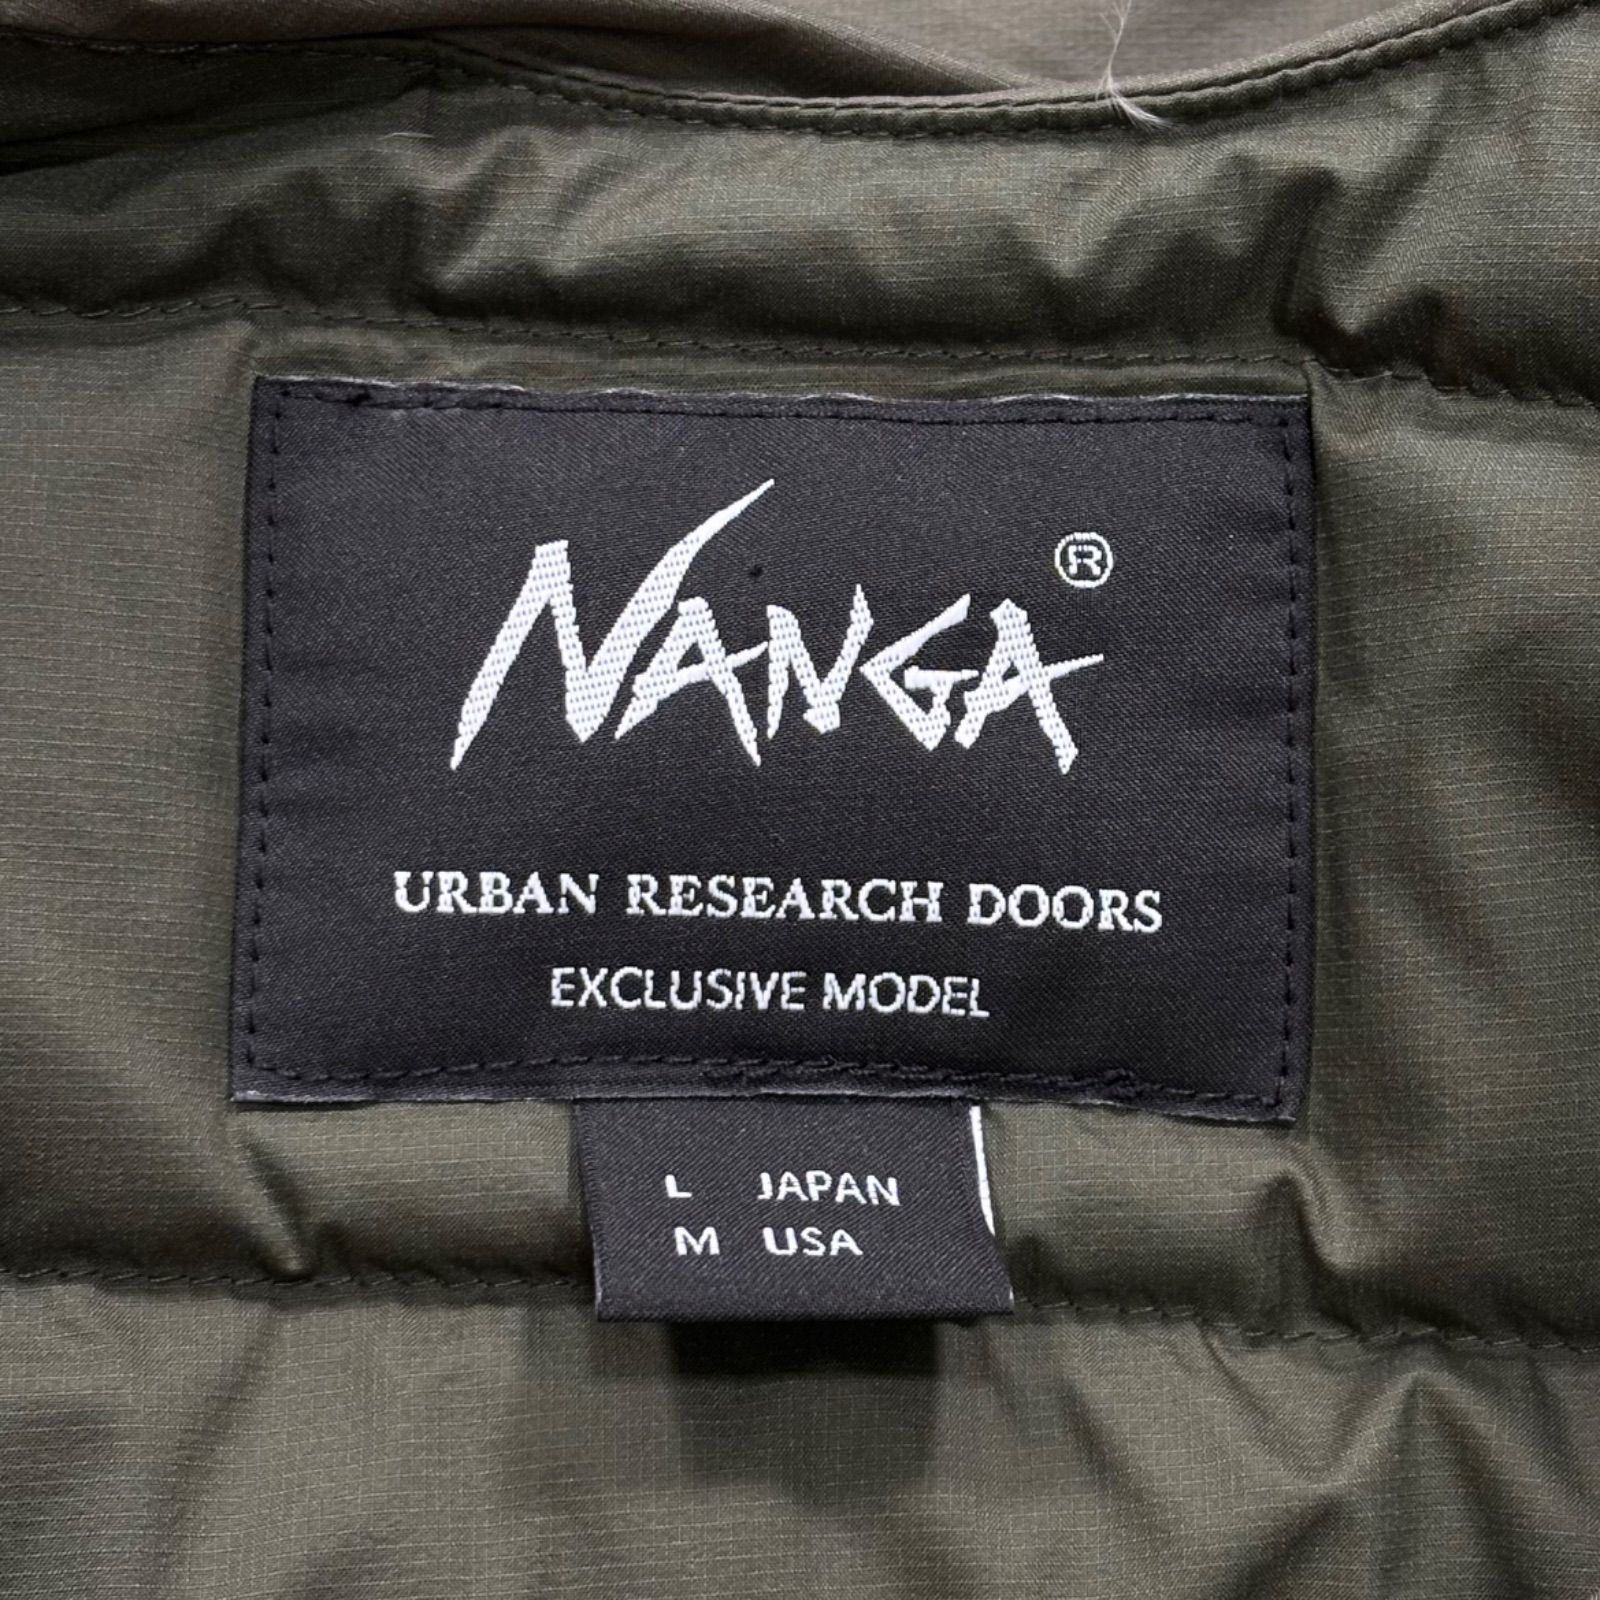 NANGA ®
URBAN RESEARCH DOORS
EXCLUSIVE MODEL
L JAPAN
M USA